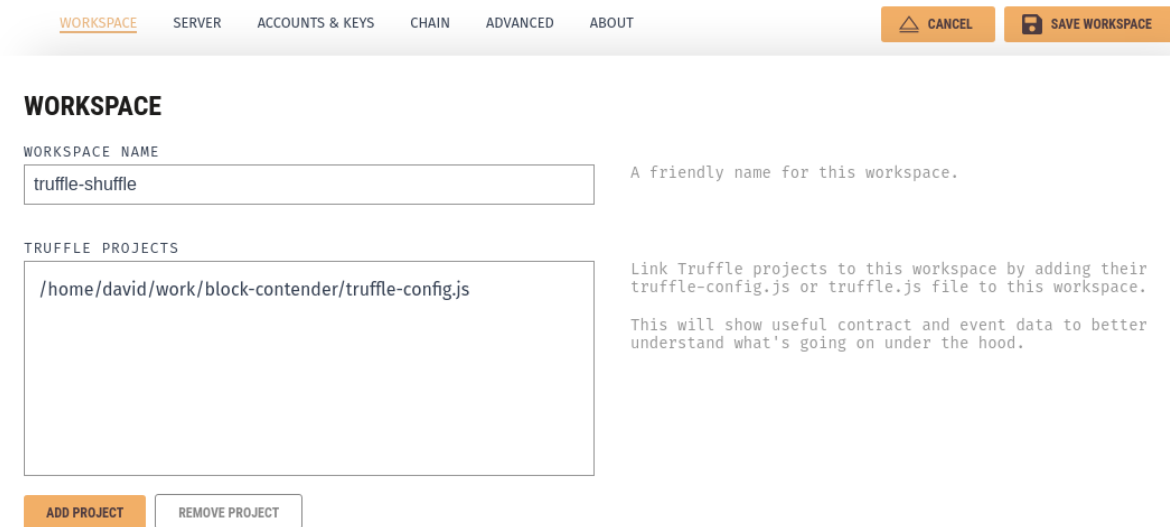 WORKSPACE SERVER ACCOUNTS & KEYS CHAIN ADVANCED ABOUT CANCEL SAVE WORKSPACE
WORKSPACE
WORKSPACE NAME
truffle-shuffle
A friendly name for this workspace.
TRUFFLE PROJECTS
/home/david/work/block-contender/truffle-config.js
Link Truffle projects to this workspace by adding their
truffle-config.js or truffle.js file to this workspace.
This will show useful contract and event data to better
understand what's going on under the hood.
ADD PROJECT REMOVE PROJECT